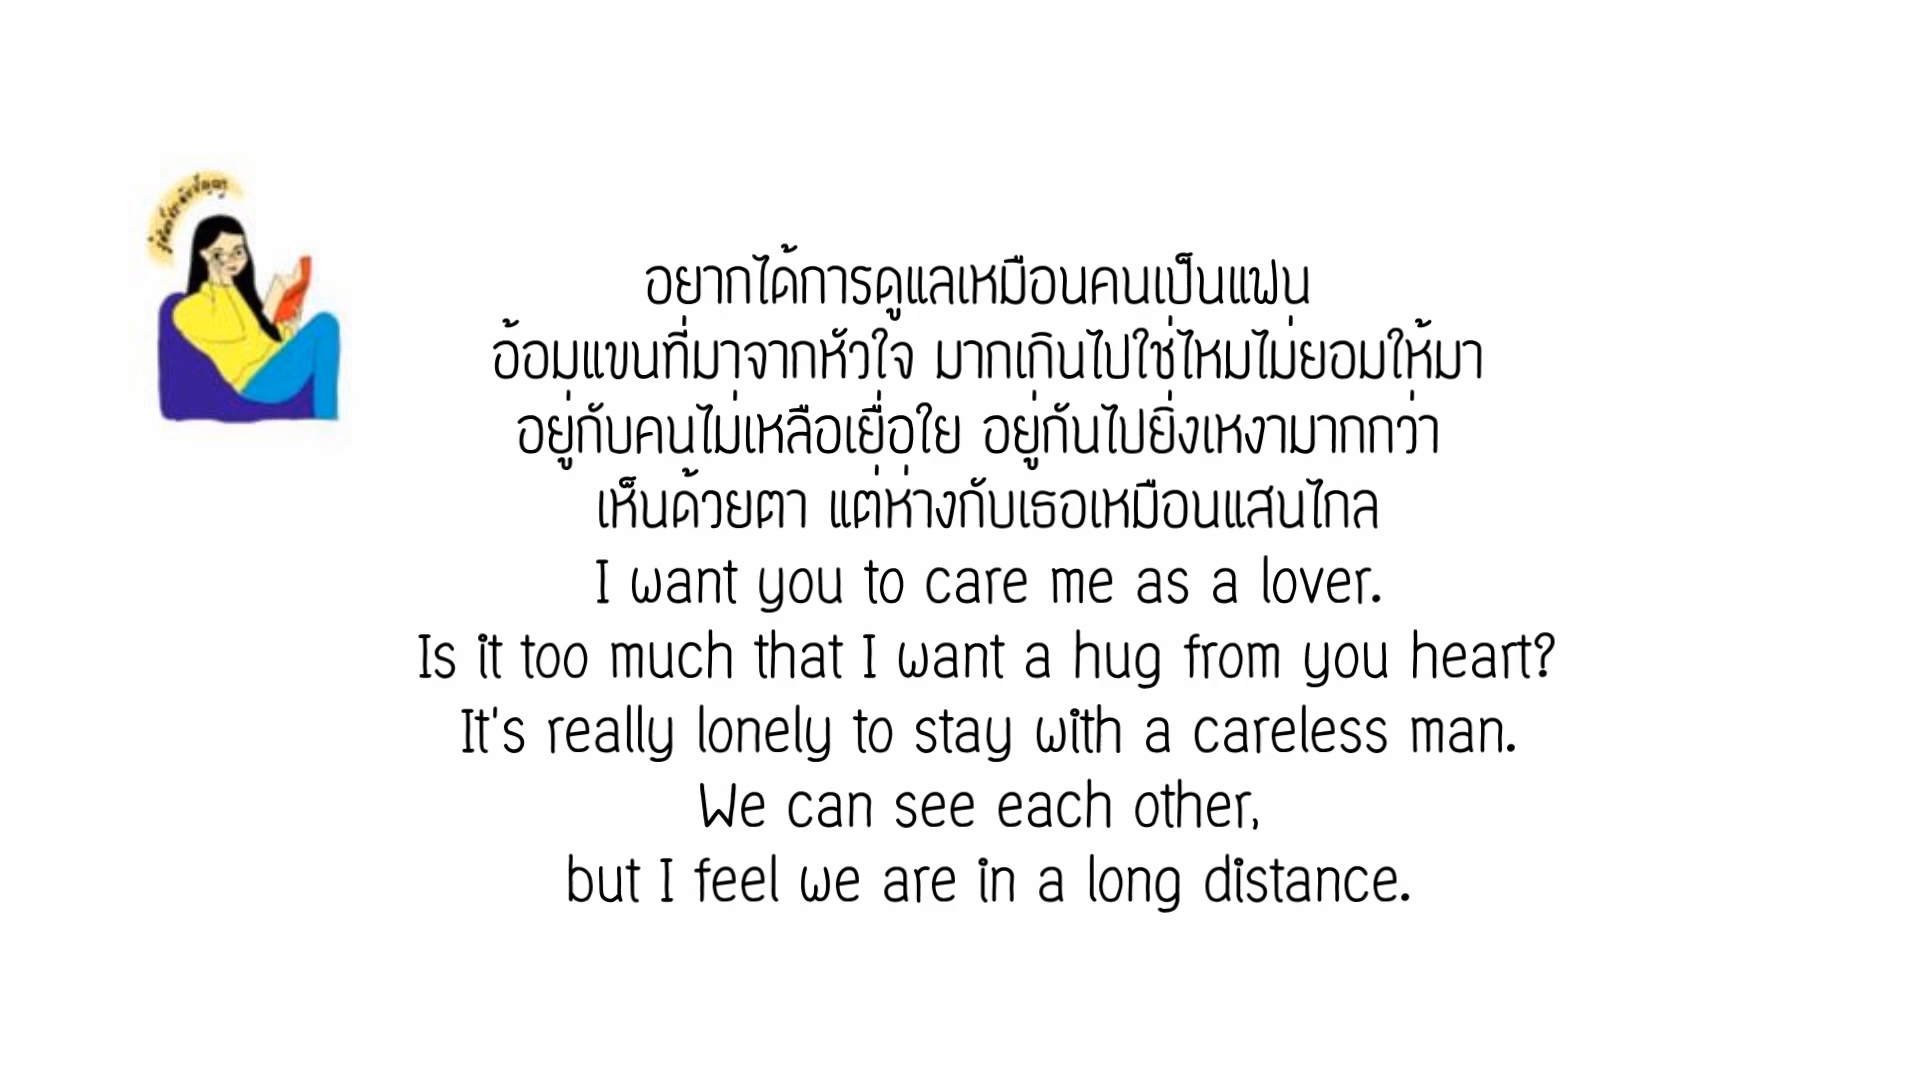 อยากได้การดูแลเหมือนคนเป็นแฟน
อ้อมแขนที่มาจากหัวใจ มากเกินไปใช่ไหมไม่ยอมให้มา
อยู่กับคนไม่เหลือเยื่อใย อยู่กันไปยิ่งเหงามากกว่า
เห็นด้วยตา แต่ห่างกับเธอเหมือนแสนไกล
I want you to care me as a lover.
Is it too much that I want a hug from you heart?
It's really lonely to stay with a careless man.
We can see each other,
but I feel we are in a long distance.